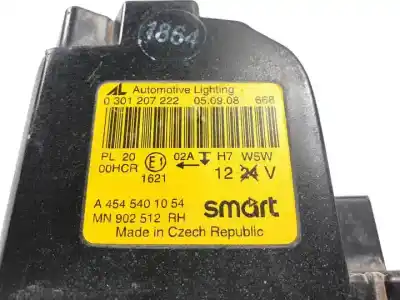 1864
AL Automotive Lighting
0 301 207 222 05.09.08 668
PL 20 E1 02A H7 W5W
00HCR 1621 12 24 V
A 454 540 10 54
MN 902 512 RH smart
Made in Czech Republic